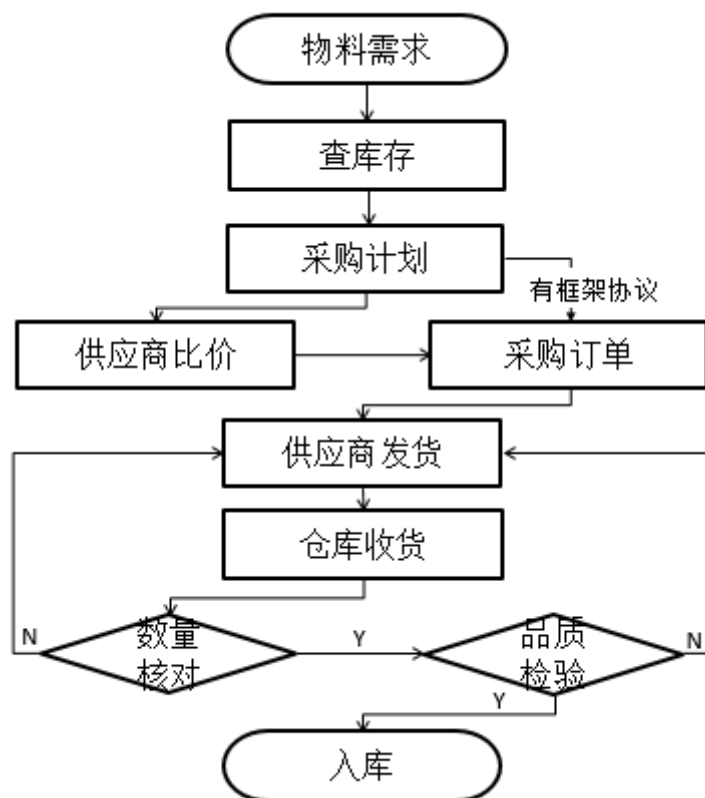 物料需求
查库存
采购计划
有框架协议
供应商比价
采购订单
供应商发货
仓库收货
N
数量
核对
Y
品质
检验
N
Y
入库